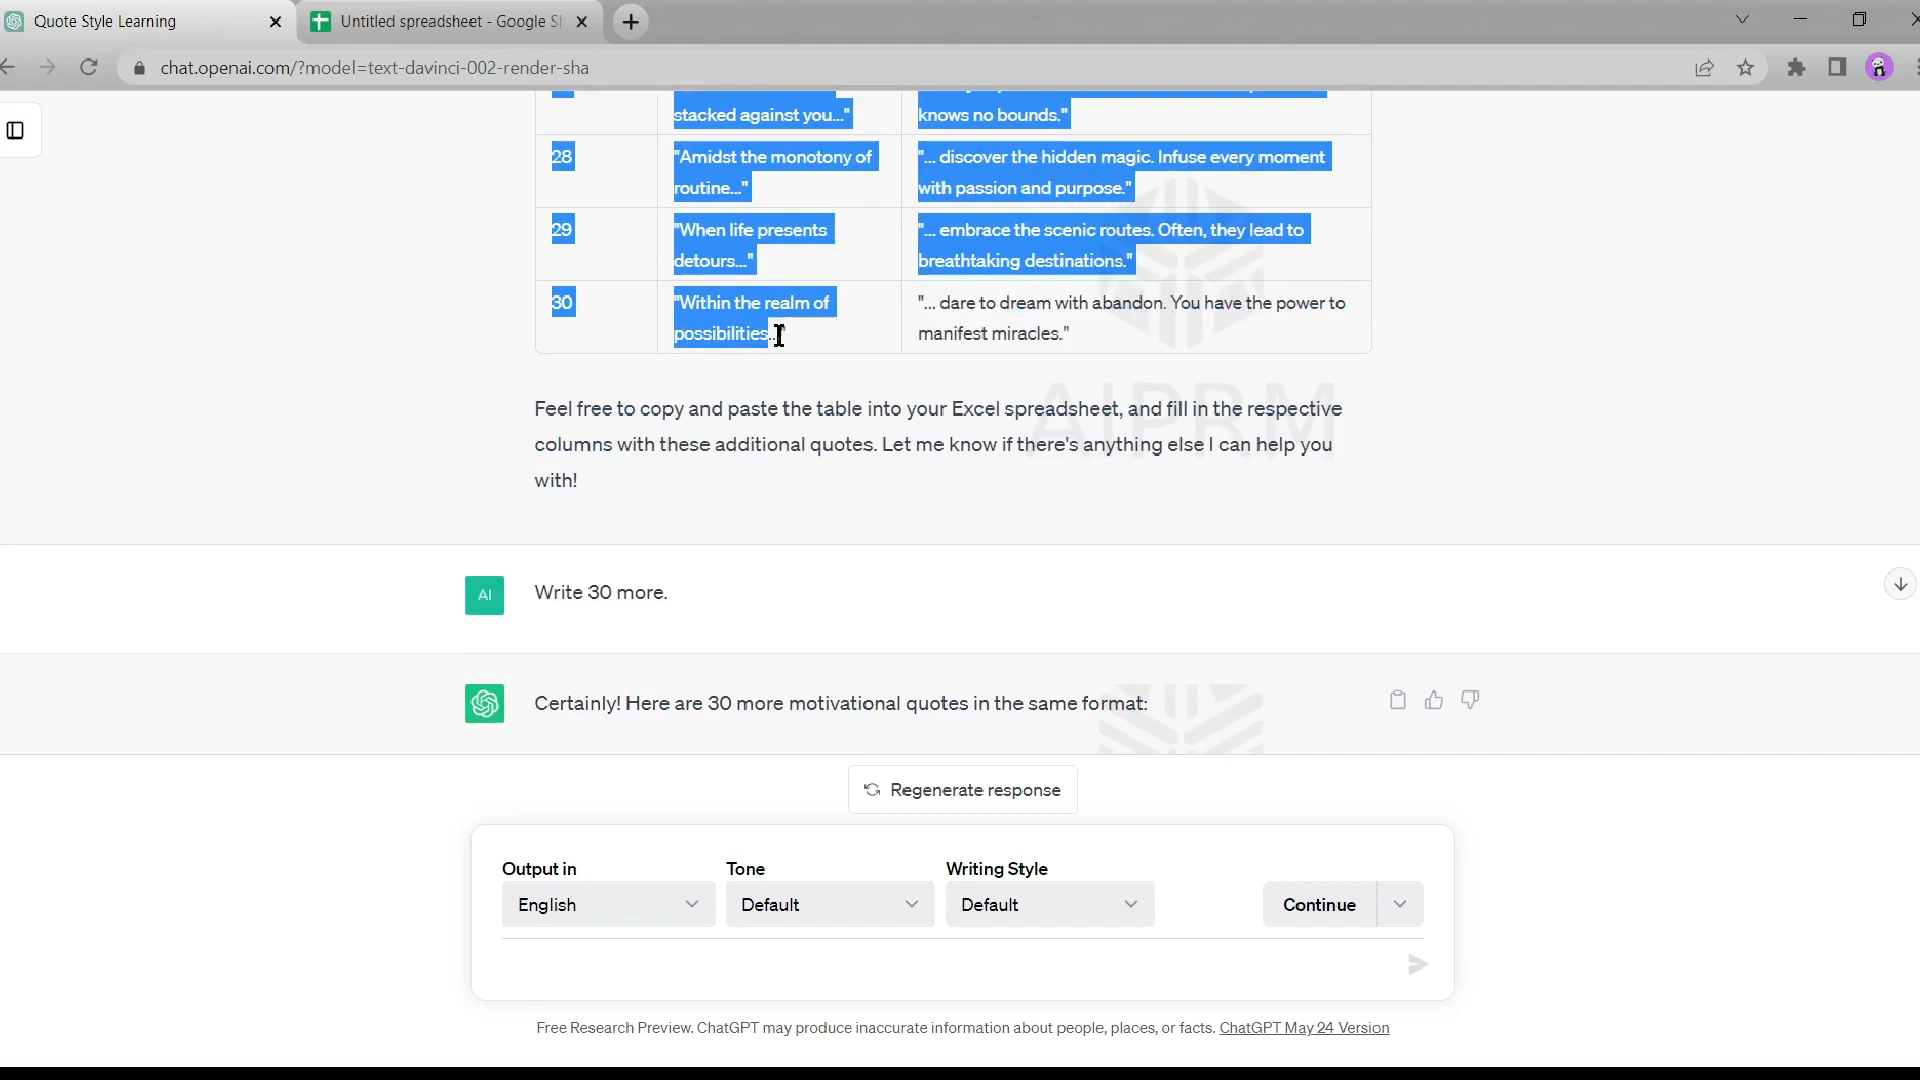 Quote Style Learning
Untitled spreadsheet - Google Sh
chat.openai.com/?model=text-davinci-002-render-sha
stacked against you..."
knows no bounds."
28
"Amidst the monotony of
routine..."
"... discover the hidden magic. Infuse every moment
with passion and purpose."
29
"When life presents
detours..."
"... embrace the scenic routes. Often, they lead to
breathtaking destinations."
30
"Within the realm of
possibilities..
"... dare to dream with abandon. You have the power to
manifest miracles."
AIPRM
Feel free to copy and paste the table into your Excel spreadsheet, and fill in the respective
columns with these additional quotes. Let me know if there's anything else I can help you
with!
AI
Write 30 more.
Certainly! Here are 30 more motivational quotes in the same format:
Regenerate response
Output in
Tone
Writing Style
English
Default
Default
Continue
Free Research Preview. ChatGPT may produce inaccurate information about people, places, or facts. ChatGPT May 24 Version